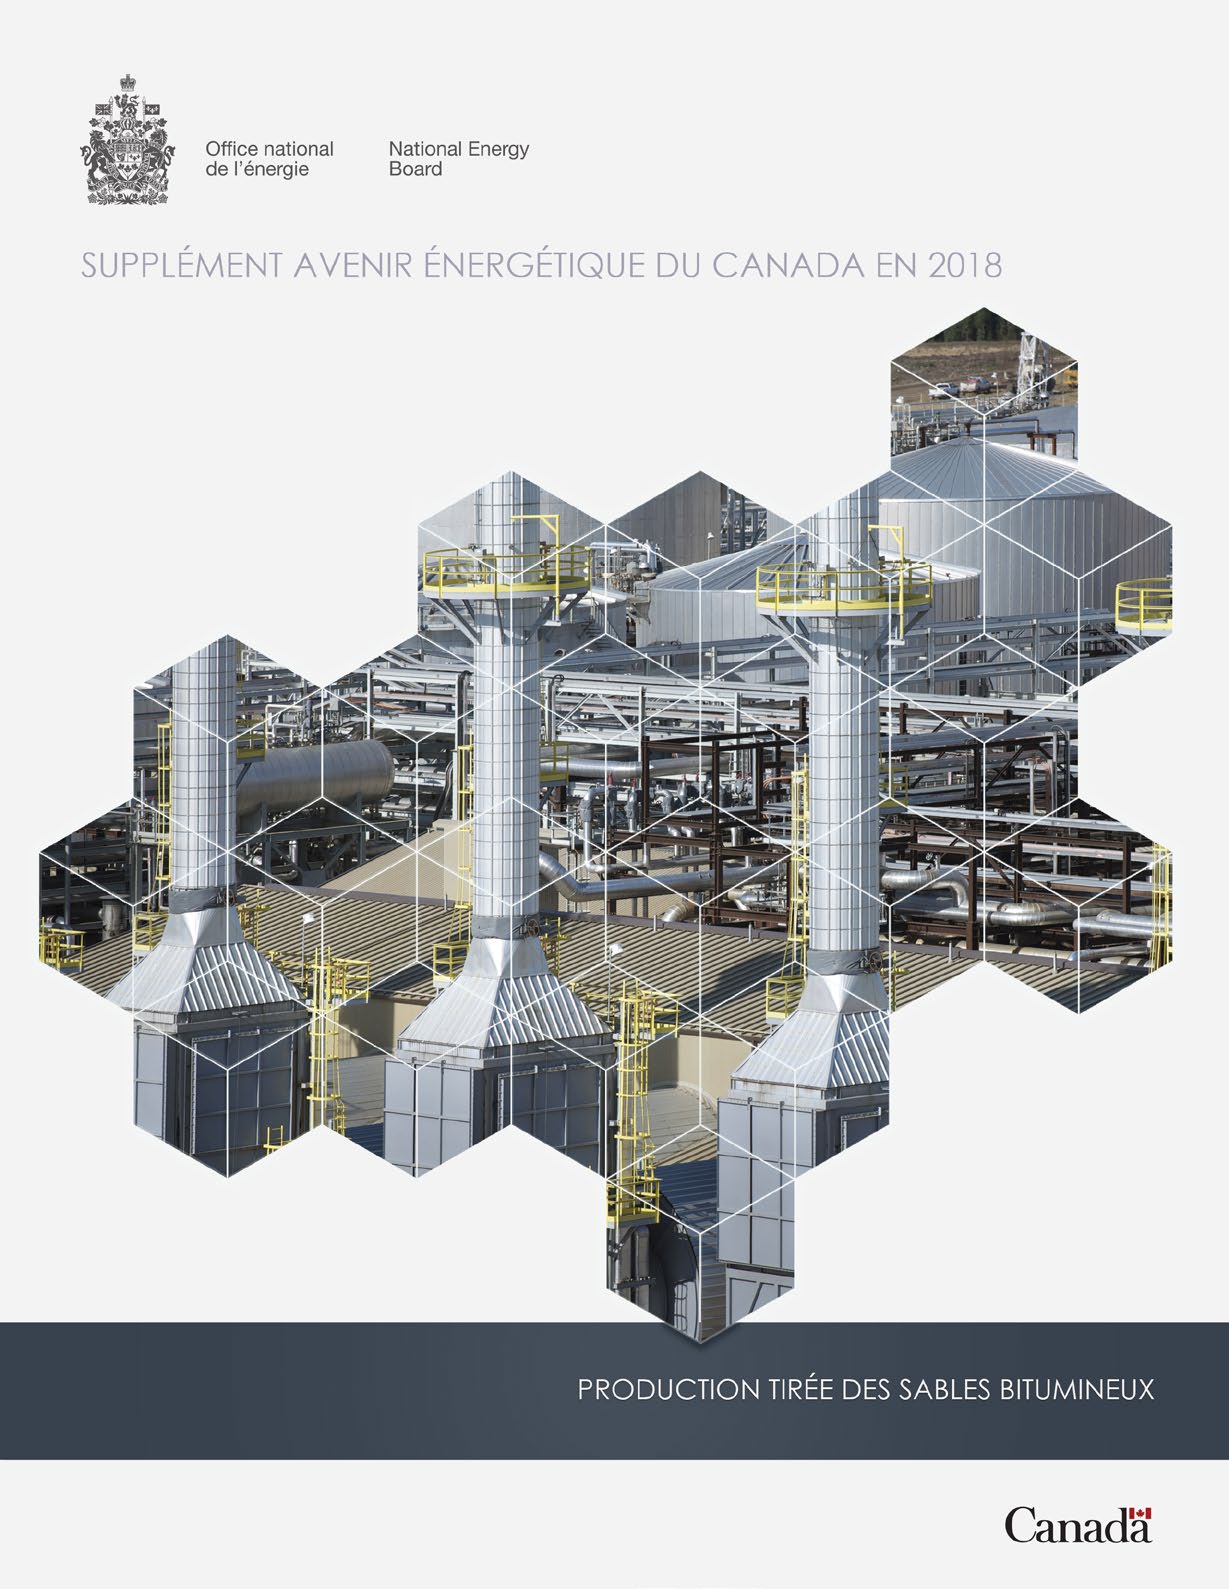 Office national
de l'énergie
National Energy
Board
SUPPLÉMENT AVENIR ÉNERGÉTIQUE DU CANADA EN 2018
PRODUCTION TIRÉE DES SABLES BITUMINEUX
Canada